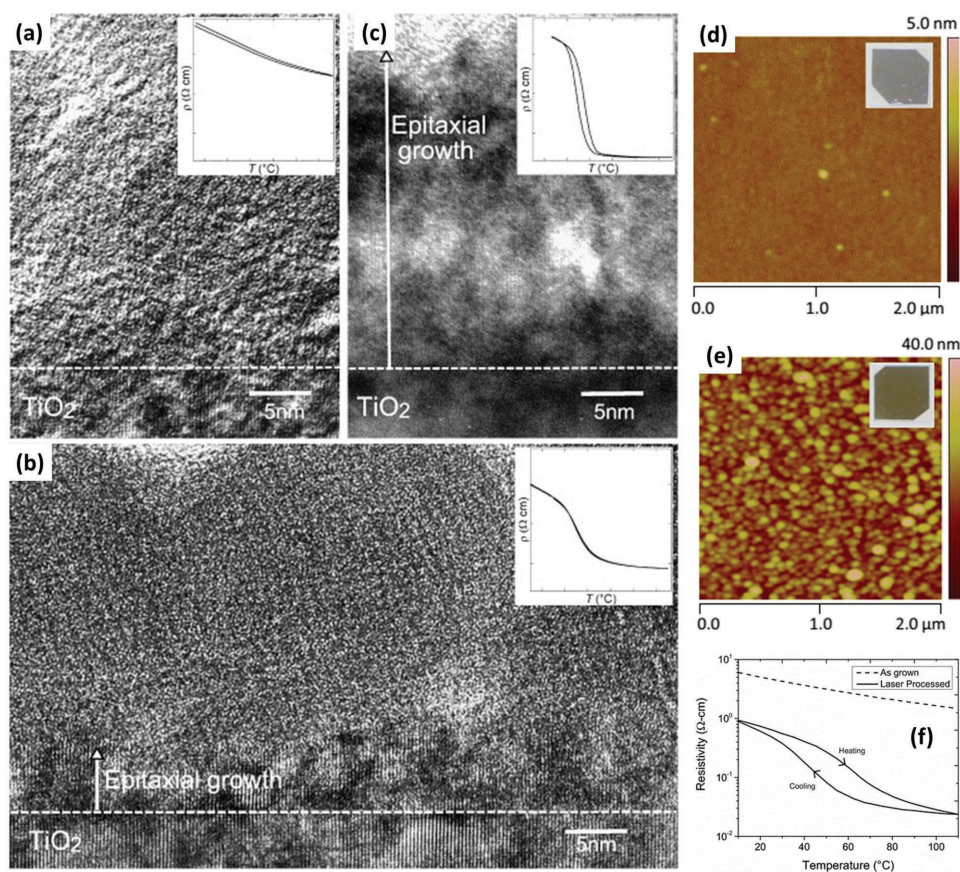 (a)
ρ (Ω cm)
T (°C)
TiO2
5nm
(c)
ρ (Ω cm)
T (°C)
Epitaxial
growth
TiO2
5nm
(b)
ρ (Ω cm)
T (°C)
Epitaxial growth
TiO2
5nm
(d)
5.0 nm
0.0 1.0 2.0 µm
(e)
40.0 nm
0.0 1.0 2.0 µm
(f)
As grown
Laser Processed
Heating
Cooling
10¹
10⁰
10⁻¹
10⁻²
Resistivity (Ω-cm)
20 40 60 80 100
Temperature (°C)